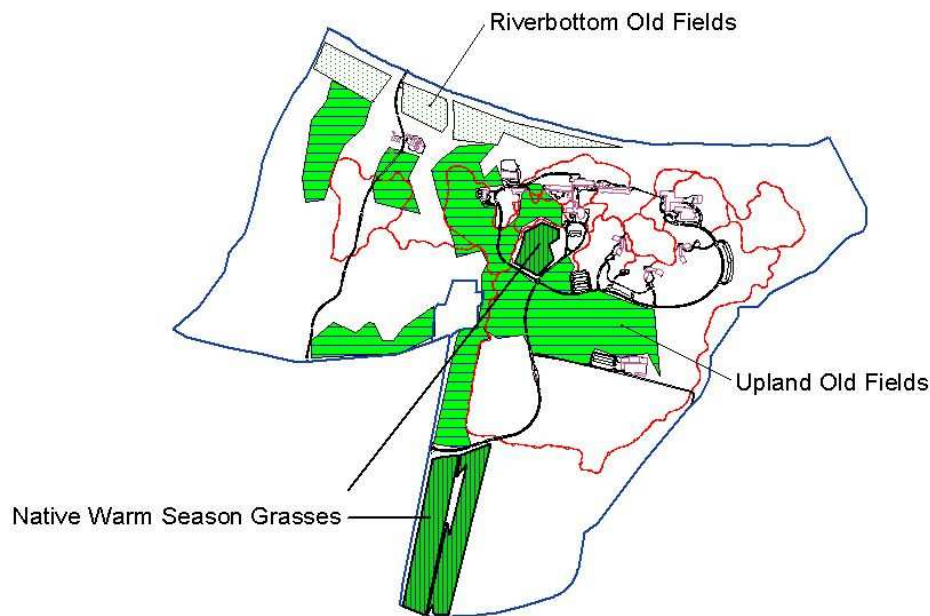 Riverbottom Old Fields
Upland Old Fields
Native Warm Season Grasses